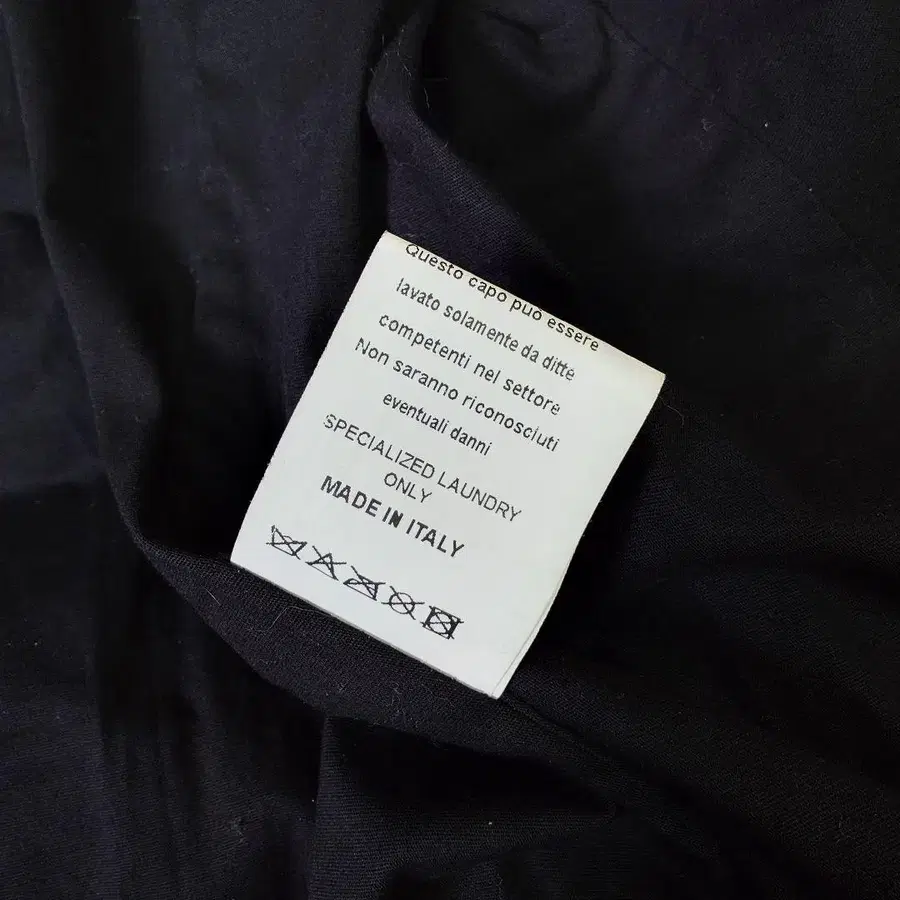 Questo capo può essere
lavato solamente da ditte
competenti nel settore
Non saranno riconosciuti
eventuali danni
SPECIALIZED LAUNDRY
ONLY
MADE IN ITALY